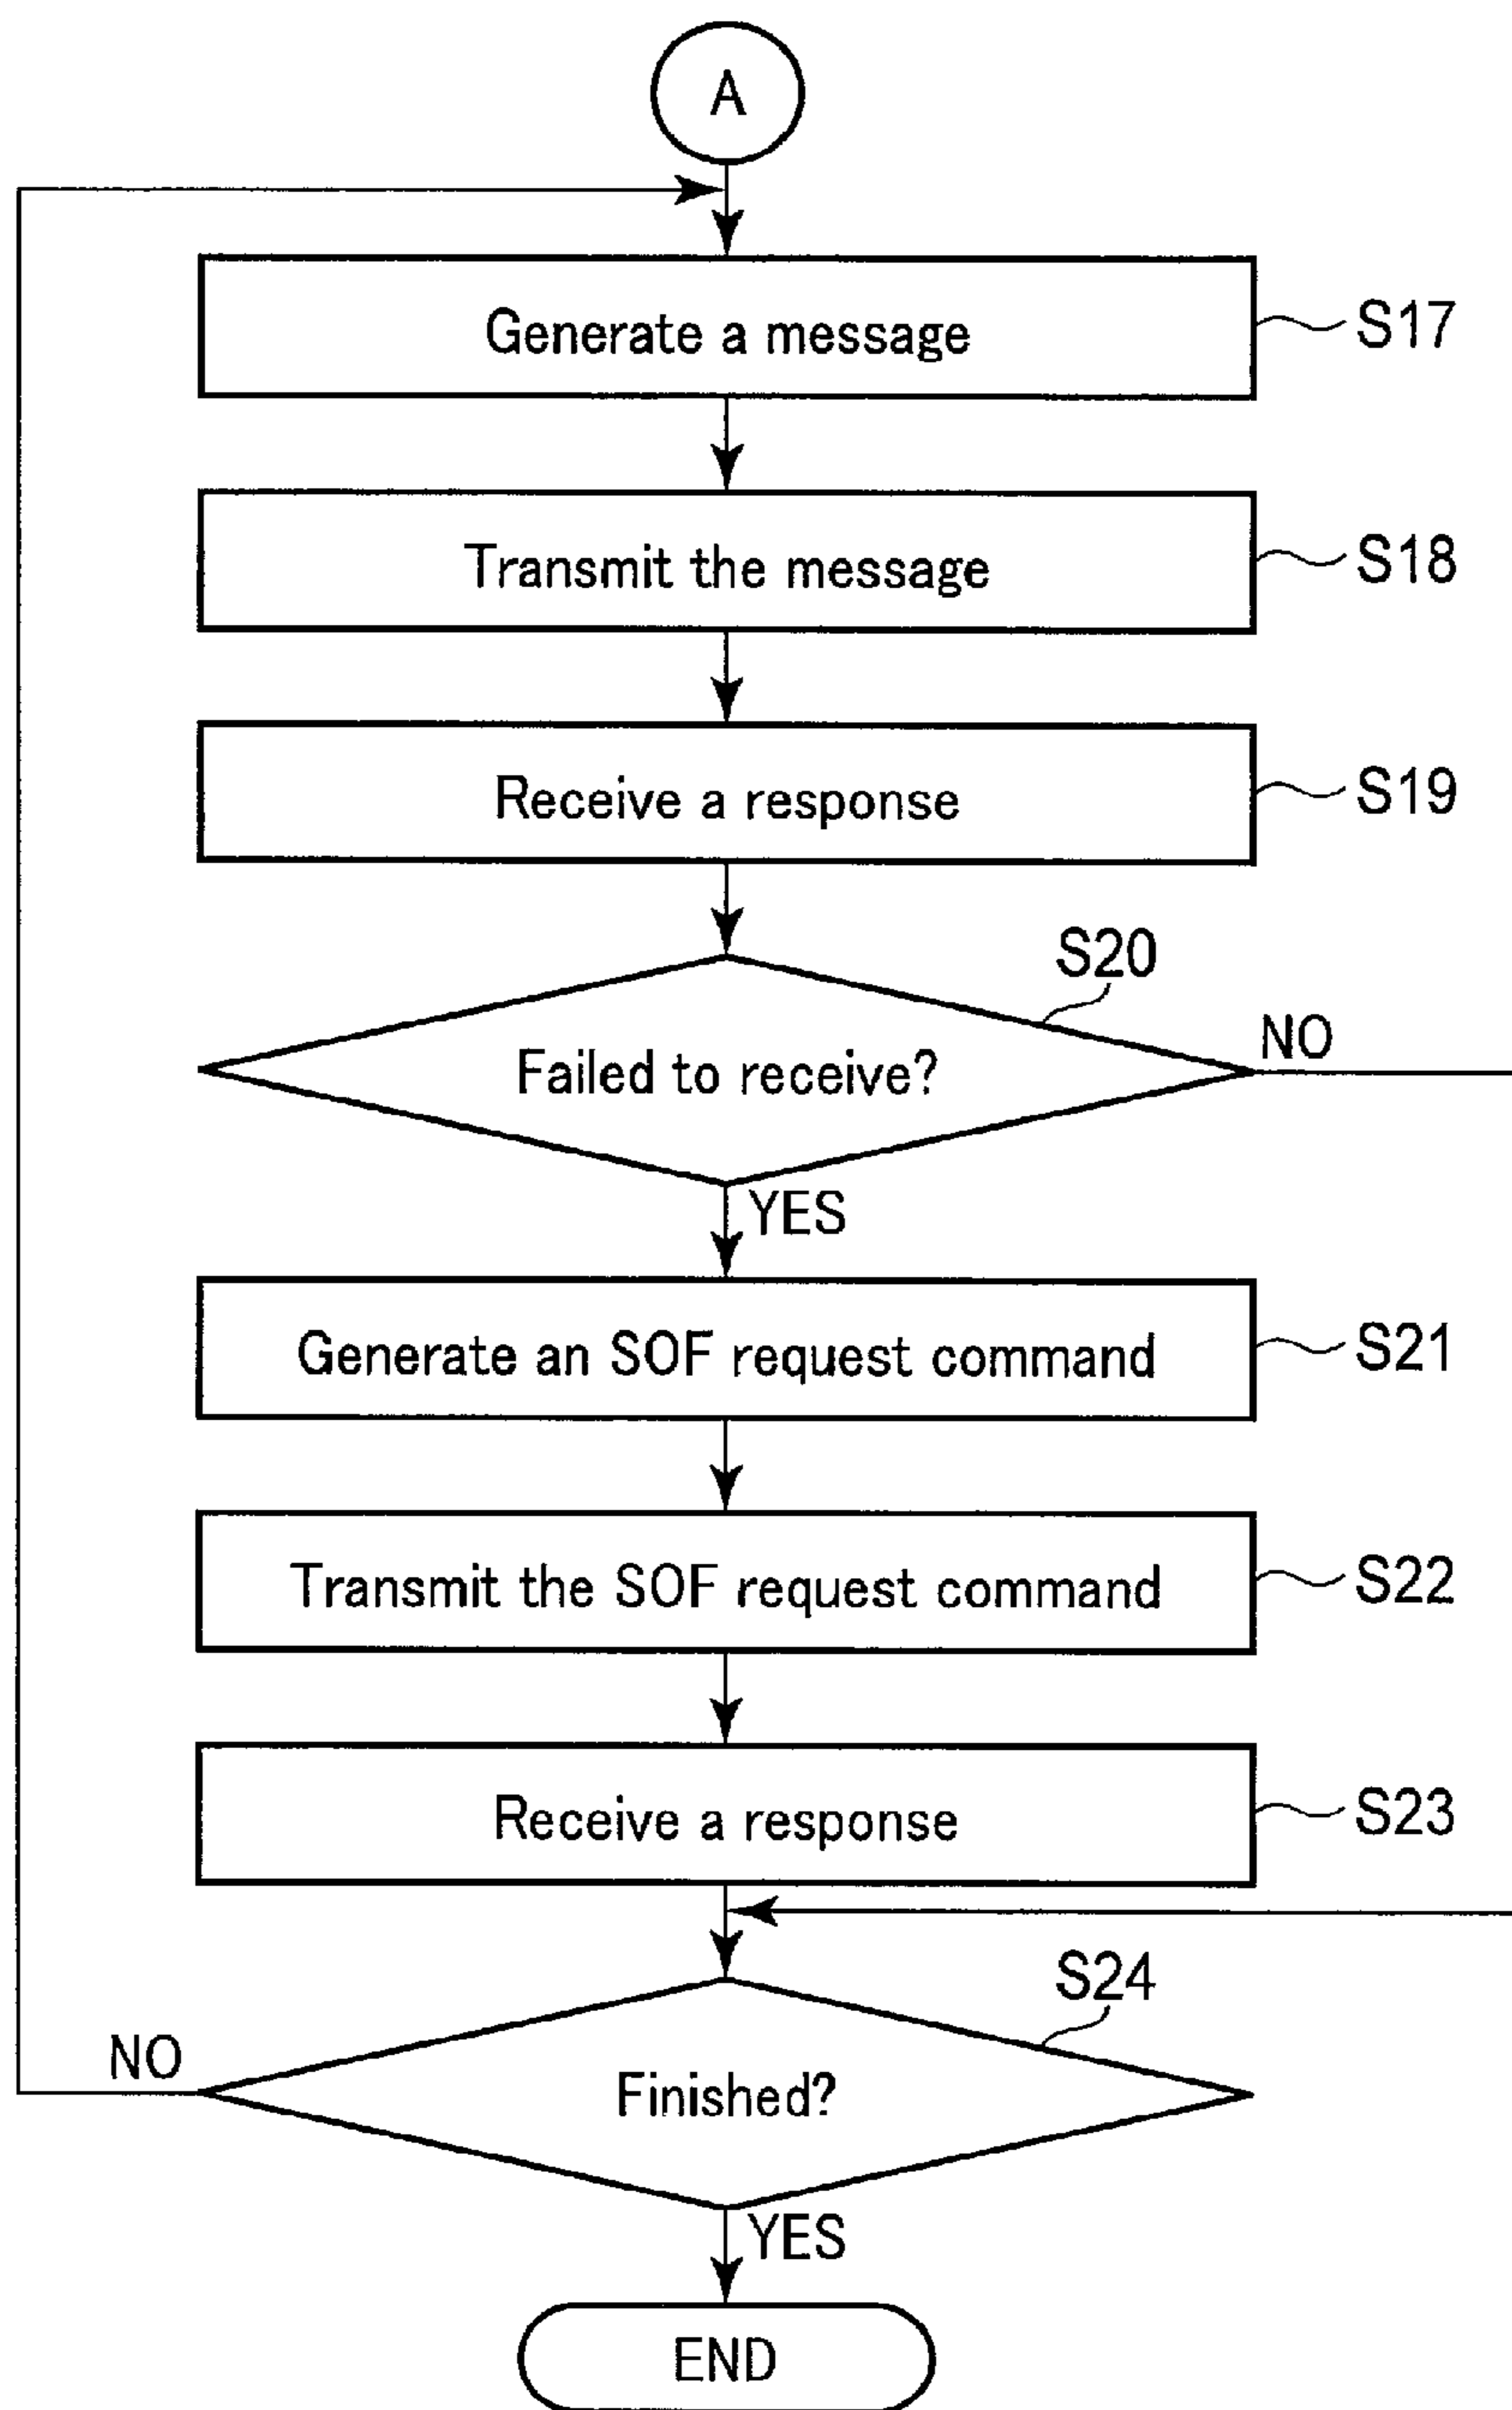 A
Generate a message
S17
Transmit the message
S18
Receive a response
S19
S20
Failed to receive?
NO
YES
Generate an SOF request command
S21
Transmit the SOF request command
S22
Receive a response
S23
S24
NO
Finished?
YES
END